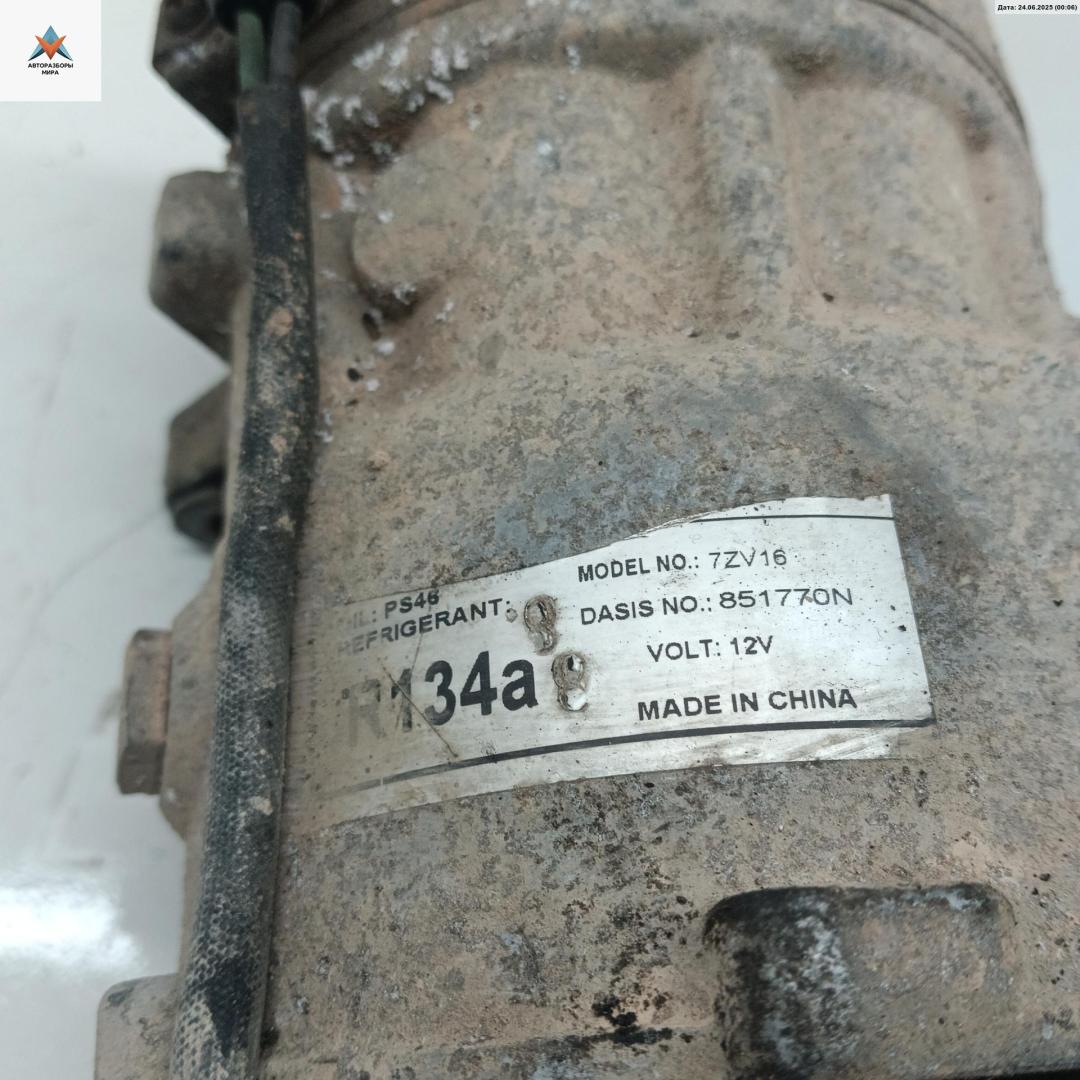 АВТОРАЗБОРЫ
МИРА
Дата: 24.06.2025 (00:06)
OIL: PS46
REFRIGERANT:
R134a
MODEL NO.: 7ZV16
DASIS NO.: 851770N
VOLT: 12V
MADE IN CHINA